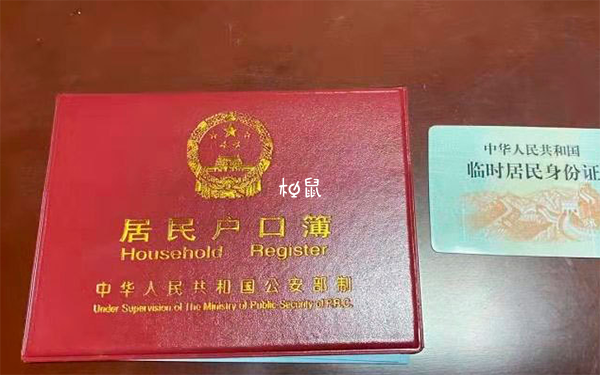 居民户口簿
Household Register
中华人民共和国公安部制
Under Supervision of The Ministry of Public Security of P.R.C.
中华人民共和国
临时居民身份证